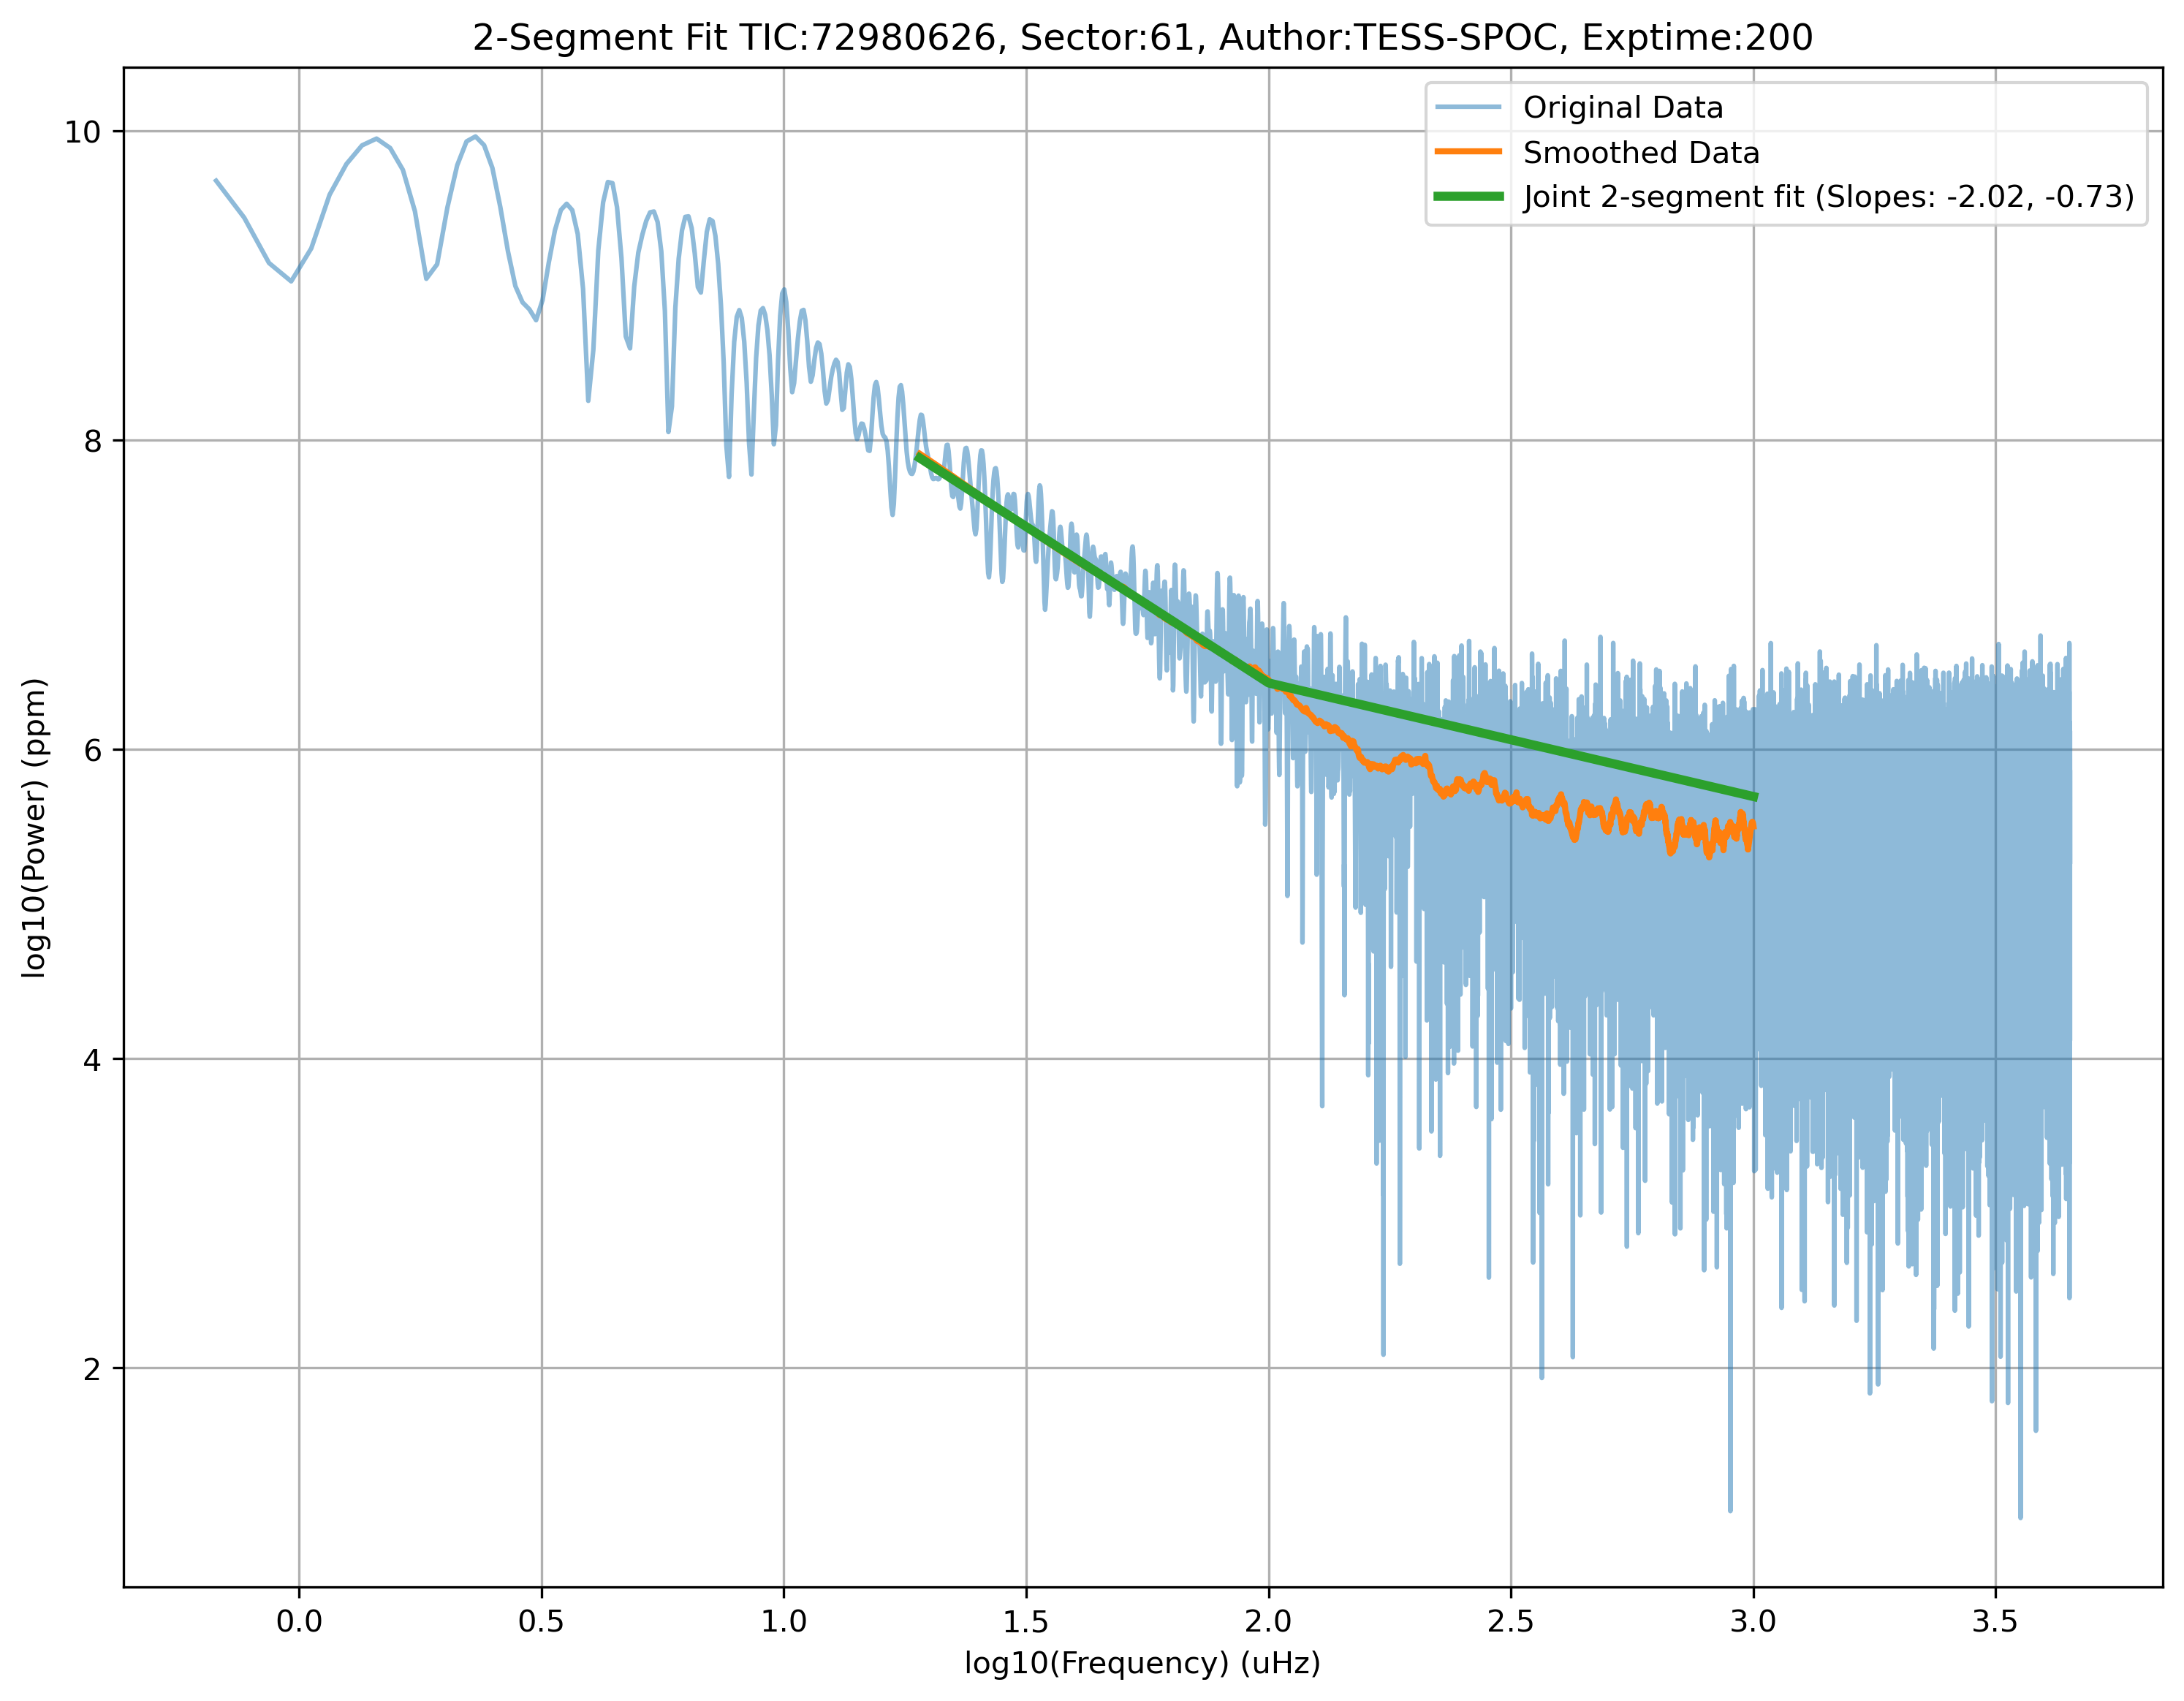 2-Segment Fit TIC:72980626, Sector:61, Author:TESS-SPOC, Exptime:200
Original Data
Smoothed Data
Joint 2-segment fit (Slopes: -2.02, -0.73)
log10(Power) (ppm)
10
8
6
4
2
0.0 0.5 1.0 1.5 2.0 2.5 3.0 3.5
log10(Frequency) (uHz)